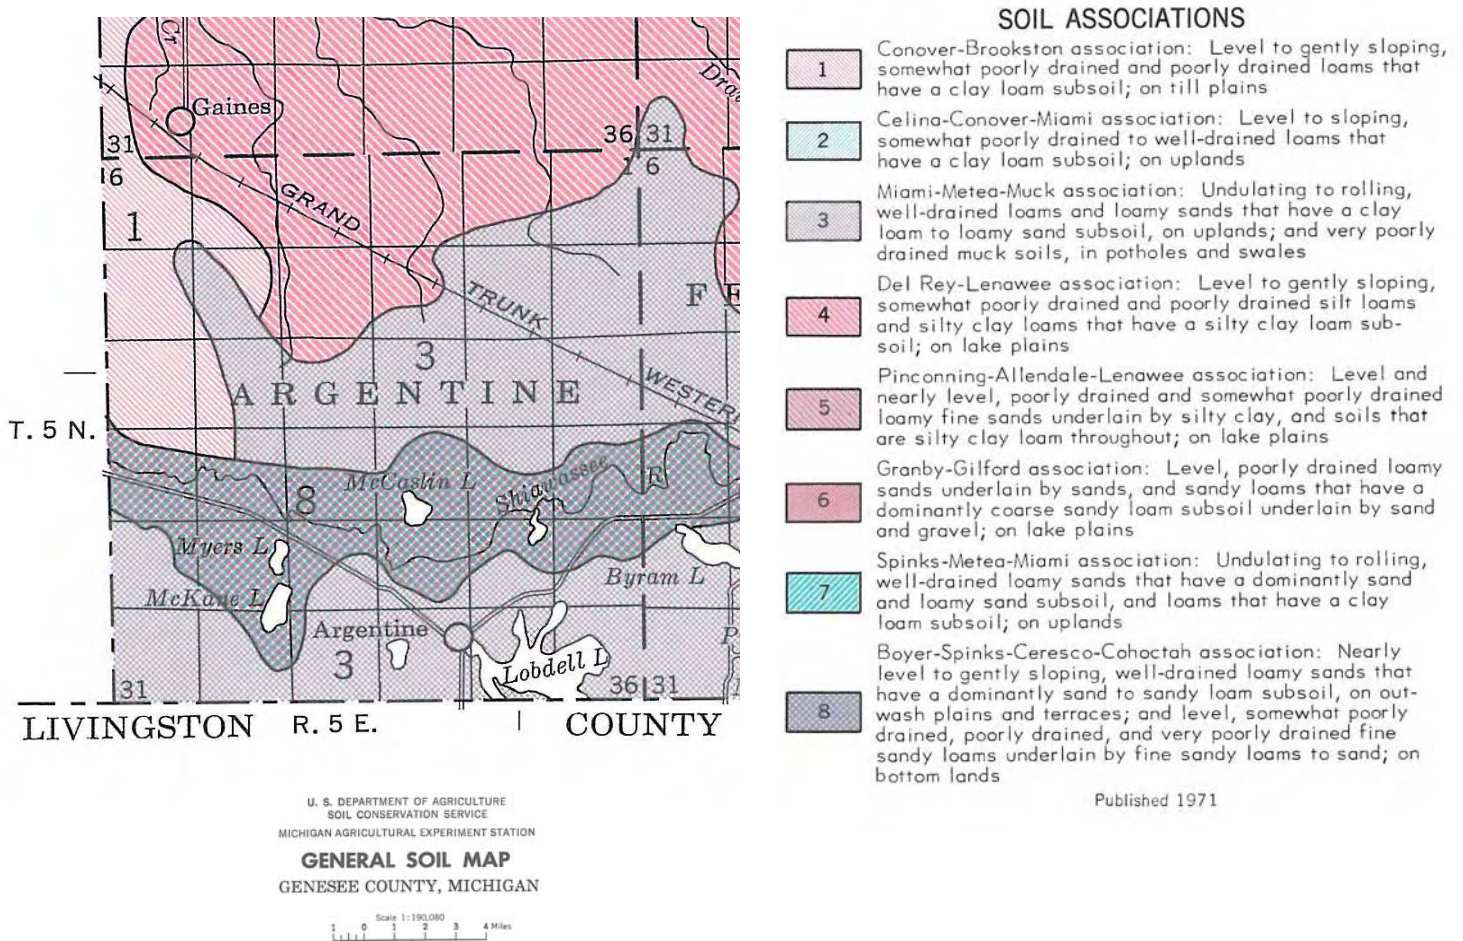 Cr
Gaines
Dra
31
36 31
6
1 6
GRAND
1
TRUNK
F E
3
ARGENTINE
WESTER
T. 5 N.
McCaslin L
Shiawassee
R
8
Myers L
Byram L
McKane L
Argentine
3
Lobdell L
P
31
36 31
LIVINGSTON R. 5 E. COUNTY
U. S. DEPARTMENT OF AGRICULTURE
SOIL CONSERVATION SERVICE
MICHIGAN AGRICULTURAL EXPERIMENT STATION
GENERAL SOIL MAP
GENESEE COUNTY, MICHIGAN
Scale 1:190,080
1 0 1 2 3 4 Miles
SOIL ASSOCIATIONS
1 Conover-Brookston association: Level to gently sloping,
somewhat poorly drained and poorly drained loams that
have a clay loam subsoil; on till plains
2 Celina-Conover-Miami association: Level to sloping,
somewhat poorly drained to well-drained loams that
have a clay loam subsoil; on uplands
3 Miami-Metea-Muck association: Undulating to rolling,
well-drained loams and loamy sands that have a clay
loam to loamy sand subsoil, on uplands; and very poorly
drained muck soils, in potholes and swales
4 Del Rey-Lenawee association: Level to gently sloping,
somewhat poorly drained and poorly drained silt loams
and silty clay loams that have a silty clay loam sub-
soil; on lake plains
5 Pinconning-Allendale-Lenawee association: Level and
nearly level, poorly drained and somewhat poorly drained
loamy fine sands underlain by silty clay, and soils that
are silty clay loam throughout; on lake plains
6 Granby-Gilford association: Level, poorly drained loamy
sands underlain by sands, and sandy loams that have a
dominantly coarse sandy loam subsoil underlain by sand
and gravel; on lake plains
7 Spinks-Metea-Miami association: Undulating to rolling,
well-drained loamy sands that have a dominantly sand
and loamy sand subsoil, and loams that have a clay
loam subsoil; on uplands
8 Boyer-Spinks-Ceresco-Cohoctah association: Nearly
level to gently sloping, well-drained loamy sands that
have a dominantly sand to sandy loam subsoil, on out-
wash plains and terraces; and level, somewhat poorly
drained, poorly drained, and very poorly drained fine
sandy loams underlain by fine sandy loams to sand; on
bottom lands
Published 1971